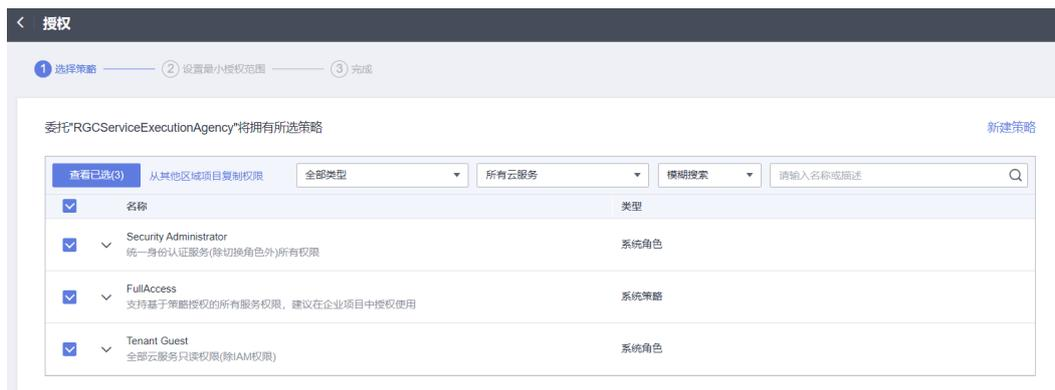 授权
1 选择策略 2 设置最小授权范围 3 完成
委托"RGCServiceExecutionAgency"将拥有所选策略 新建策略
查看已选(3) 从其他区域项目复制权限 全部类型 所有云服务 模糊搜索 请输入名称或描述
名称 类型
Security Administrator
统一身份认证服务(除切换角色外)所有权限 系统角色
FullAccess
支持基于策略授权的所有服务权限，建议在企业项目中授权使用 系统策略
Tenant Guest
全部云服务只读权限(除IAM权限) 系统角色